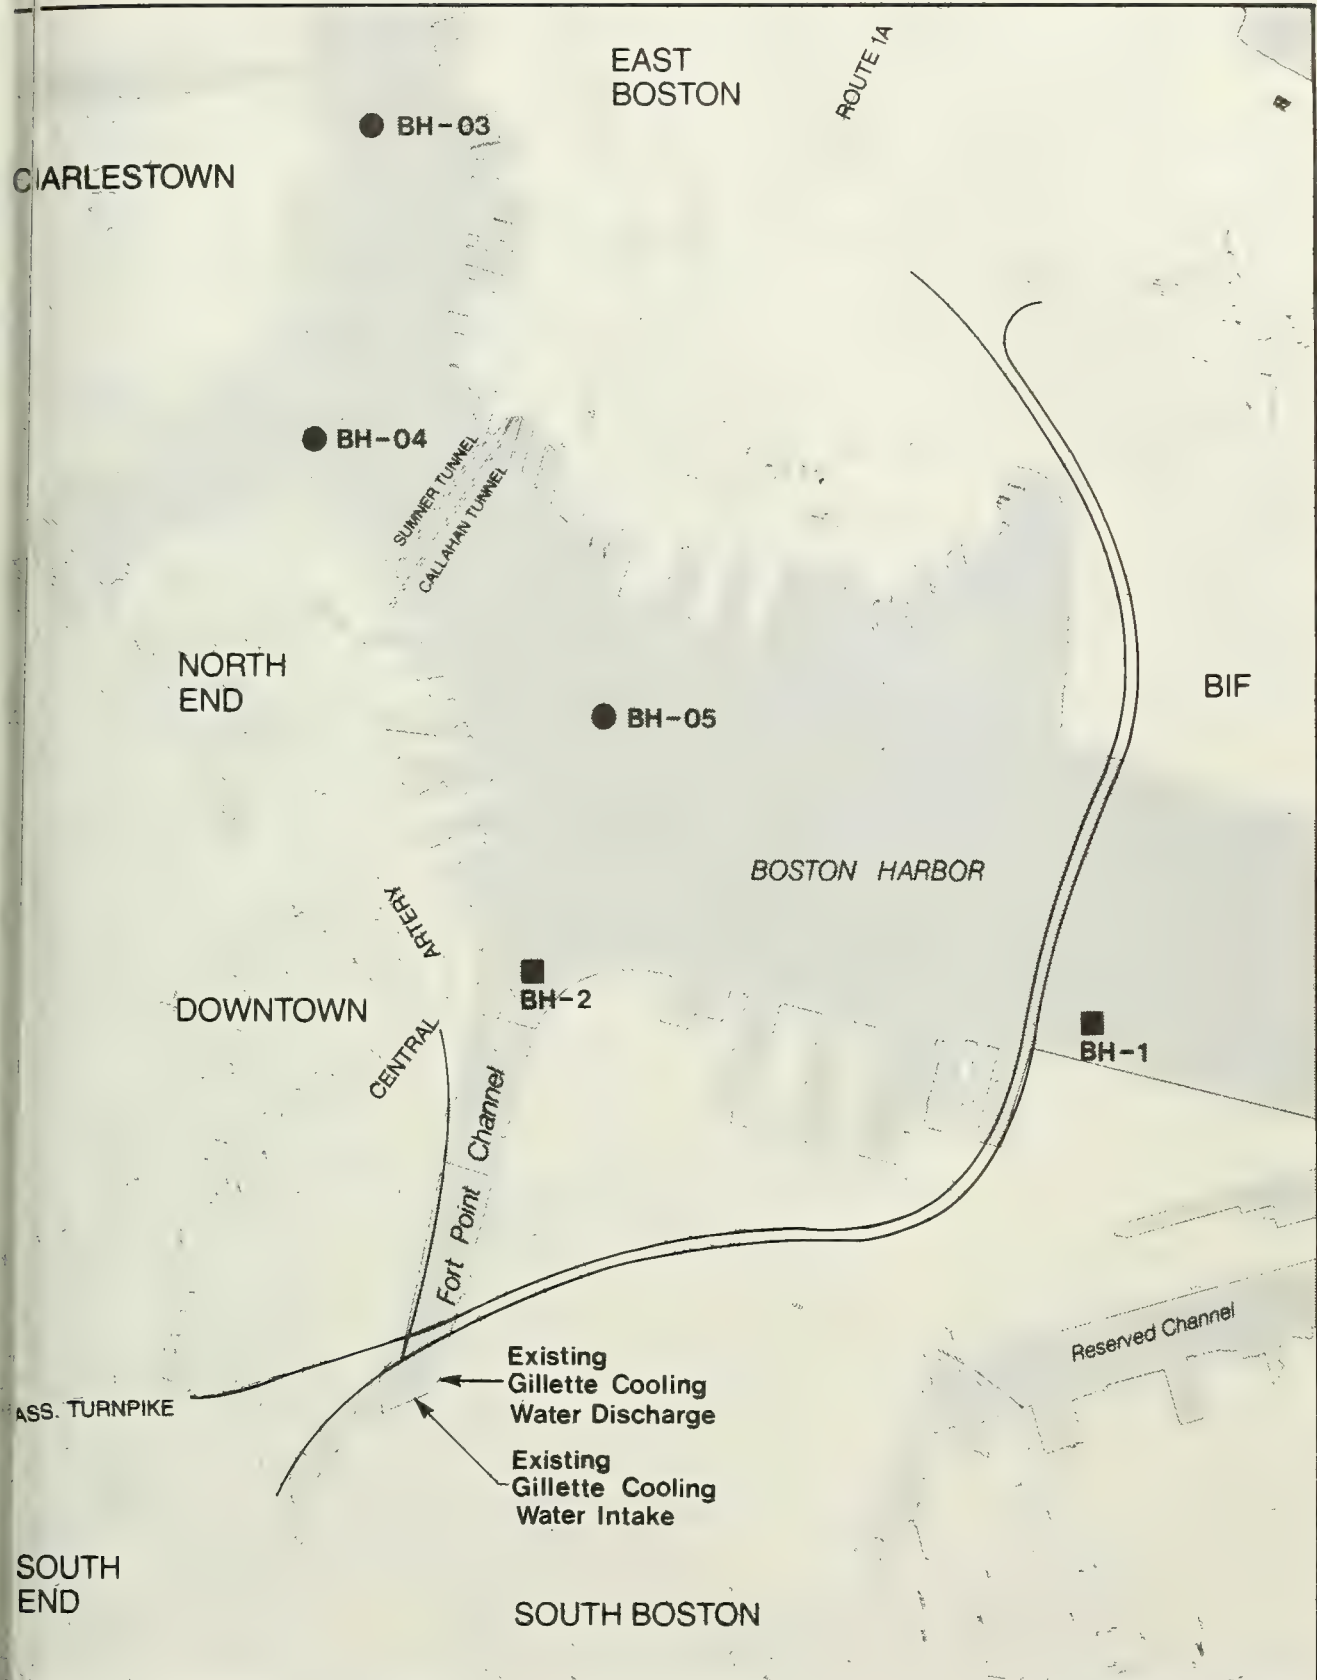 EAST
BOSTON
ROUTE 1A
BH-03
CHARLESTOWN
BH-04
SUMNER TUNNEL
CALLAHAN TUNNEL
NORTH
END
BIF
BH-05
BOSTON HARBOR
CENTRAL ARTERY
BH-2
DOWNTOWN
BH-1
Fort Point Channel
Reserved Channel
Existing
Gillette Cooling
Water Discharge
ASS. TURNPIKE
Existing
Gillette Cooling
Water Intake
SOUTH
END
SOUTH BOSTON